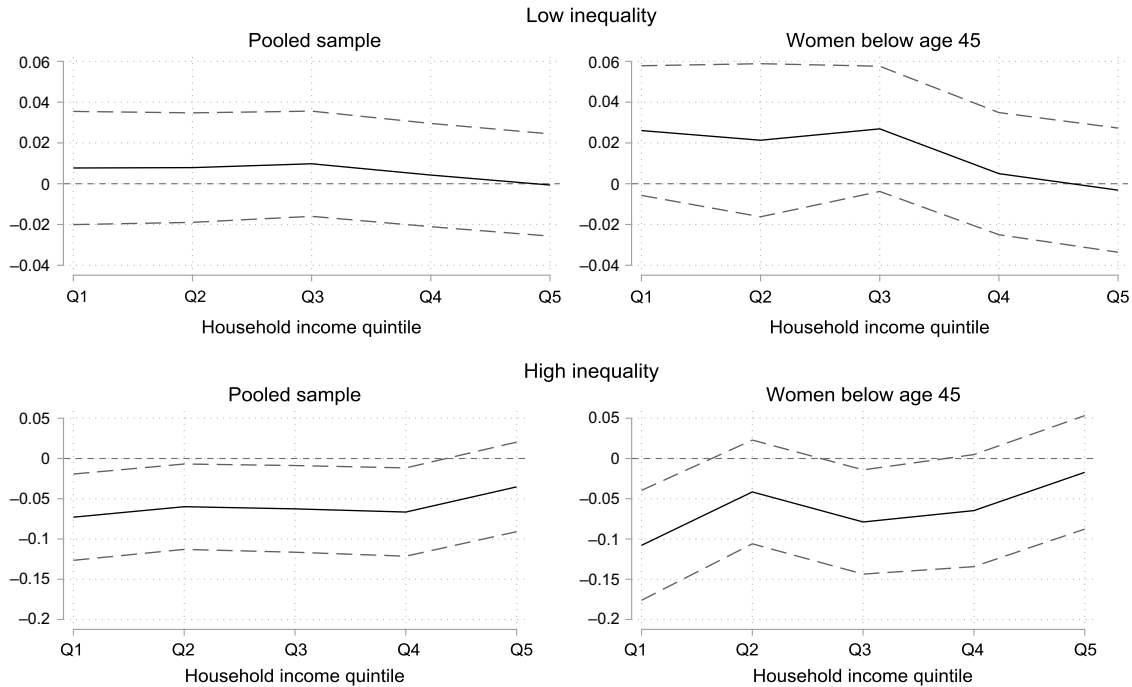 Low inequality
Pooled sample
0.06
0.04
0.02
0
–0.02
–0.04
Q1 Q2 Q3 Q4 Q5
Household income quintile
Women below age 45
0.06
0.04
0.02
0
–0.02
–0.04
Q1 Q2 Q3 Q4 Q5
Household income quintile
High inequality
Pooled sample
0.05
0
–0.05
–0.1
–0.15
–0.2
Q1 Q2 Q3 Q4 Q5
Household income quintile
Women below age 45
0.05
0
–0.05
–0.1
–0.15
–0.2
Q1 Q2 Q3 Q4 Q5
Household income quintile